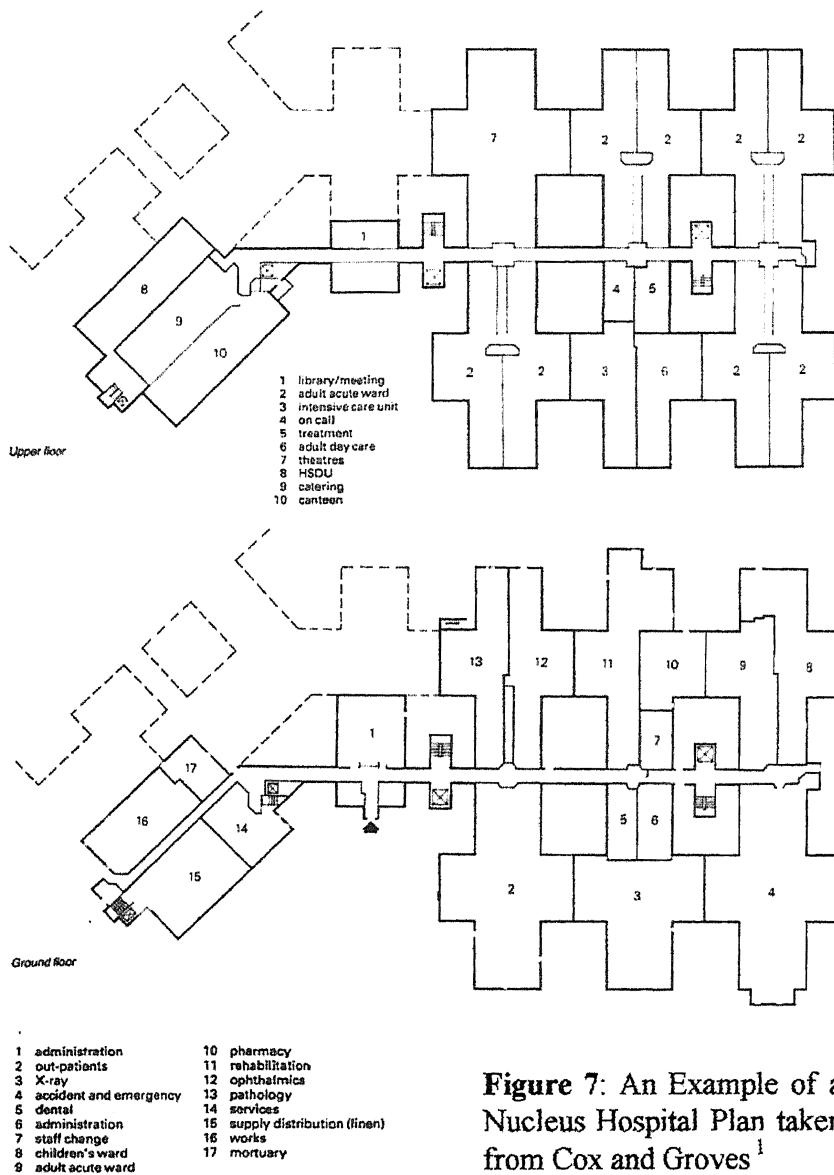 7
2
2
2
2
1
8
4
5
9
10
2
2
3
6
2
2
1 library/meeting
2 adult acute ward
3 intensive care unit
4 on call
5 treatment
6 adult day care
7 theatres
8 HSDU
9 catering
10 canteen
Upper floor
13
12
11
10
9
8
1
7
17
16
14
5
6
15
2
3
4
Ground floor
1 administration
2 out-patients
3 X-ray
4 accident and emergency
5 dental
6 administration
7 staff change
8 children's ward
9 adult acute ward
10 pharmacy
11 rehabilitation
12 ophthalmics
13 pathology
14 services
15 supply distribution (linen)
16 works
17 mortuary
Figure 7: An Example of a
Nucleus Hospital Plan taken
from Cox and Groves 1